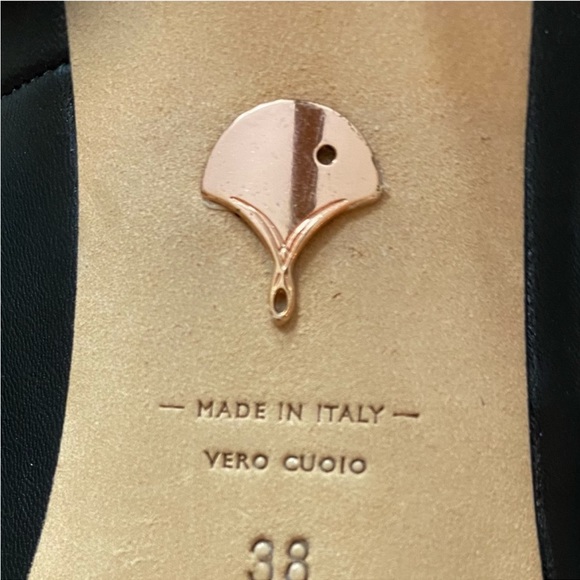 — MADE IN ITALY —
VERO CUOIO
38